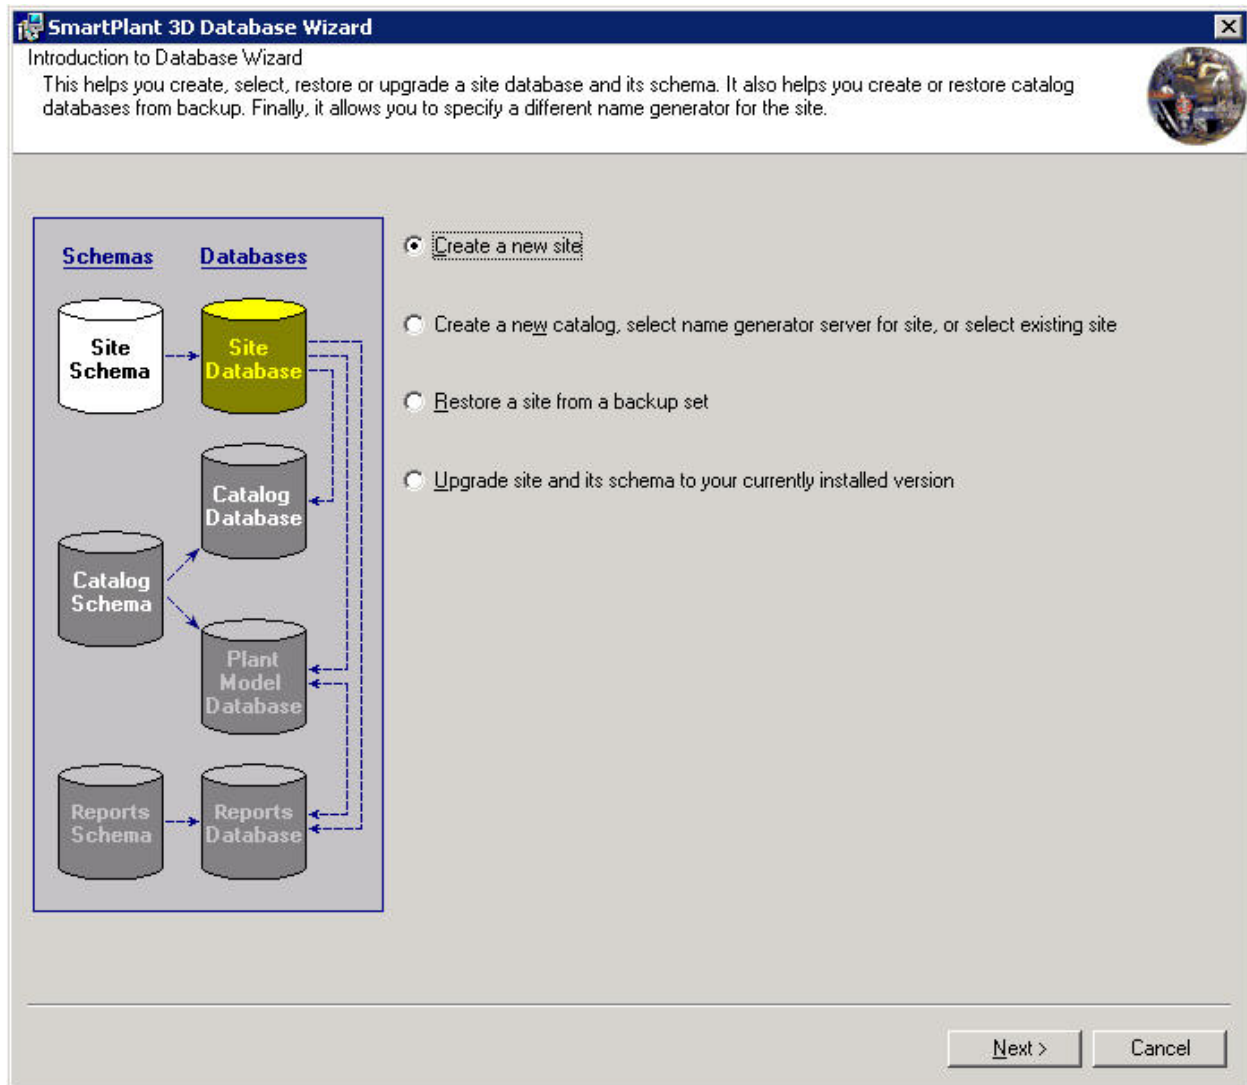 SmartPlant 3D Database Wizard
Introduction to Database Wizard
This helps you create, select, restore or upgrade a site database and its schema. It also helps you create or restore catalog
databases from backup. Finally, it allows you to specify a different name generator for the site.
Schemas Databases
Site
Schema
Site
Database
Catalog
Database
Catalog
Schema
Plant
Model
Database
Reports
Schema
Reports
Database
Create a new site
Create a new catalog, select name generator server for site, or select existing site
Restore a site from a backup set
Upgrade site and its schema to your currently installed version
Next >
Cancel